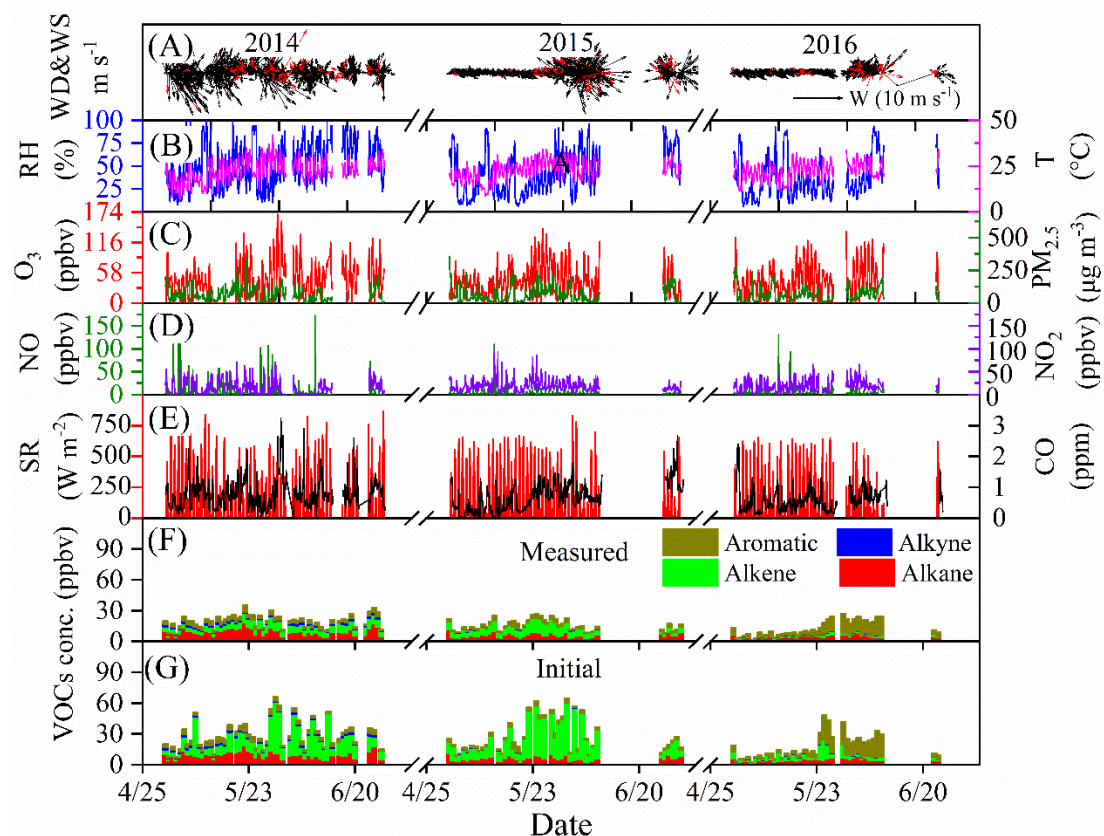 (A) 2014 2015 2016
WD&WS
m s⁻¹
W (10 m s⁻¹)
100 50
(B)
75
RH
(%)
50 25
A
T
(°C)
25
174 0
(C)
500
116
O₃
(ppbv)
58 250
PM₂.₅
(μg m⁻³)
0 0
(D)
150 150
NO
(ppbv)
100 100
NO₂
(ppbv)
50 50
0 0
(E)
750 3
SR
(W m⁻²)
500 2
CO
(ppm)
250 1
0 0
(F)
90
Measured
Aromatic Alkyne
Alkene Alkane
60
30
0
VOCs conc. (ppbv)
(G)
90
Initial
60
30
0
4/25 5/23 6/20 4/25 5/23 6/20 4/25 5/23 6/20
Date